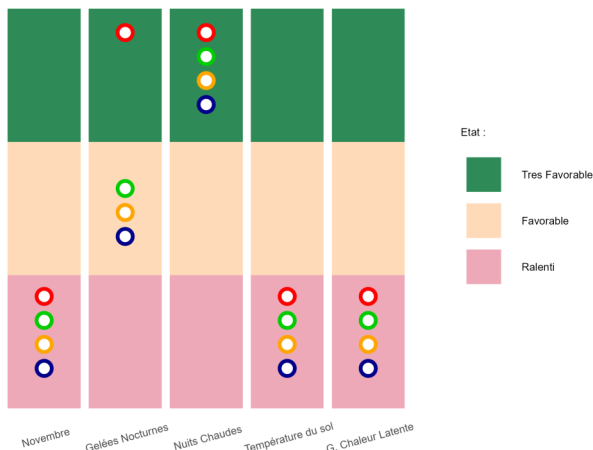 Etat :
Tres Favorable
Favorable
Ralenti
Novembre
Gelées Nocturnes
Nuits Chaudes
Température du sol
G. Chaleur Latente